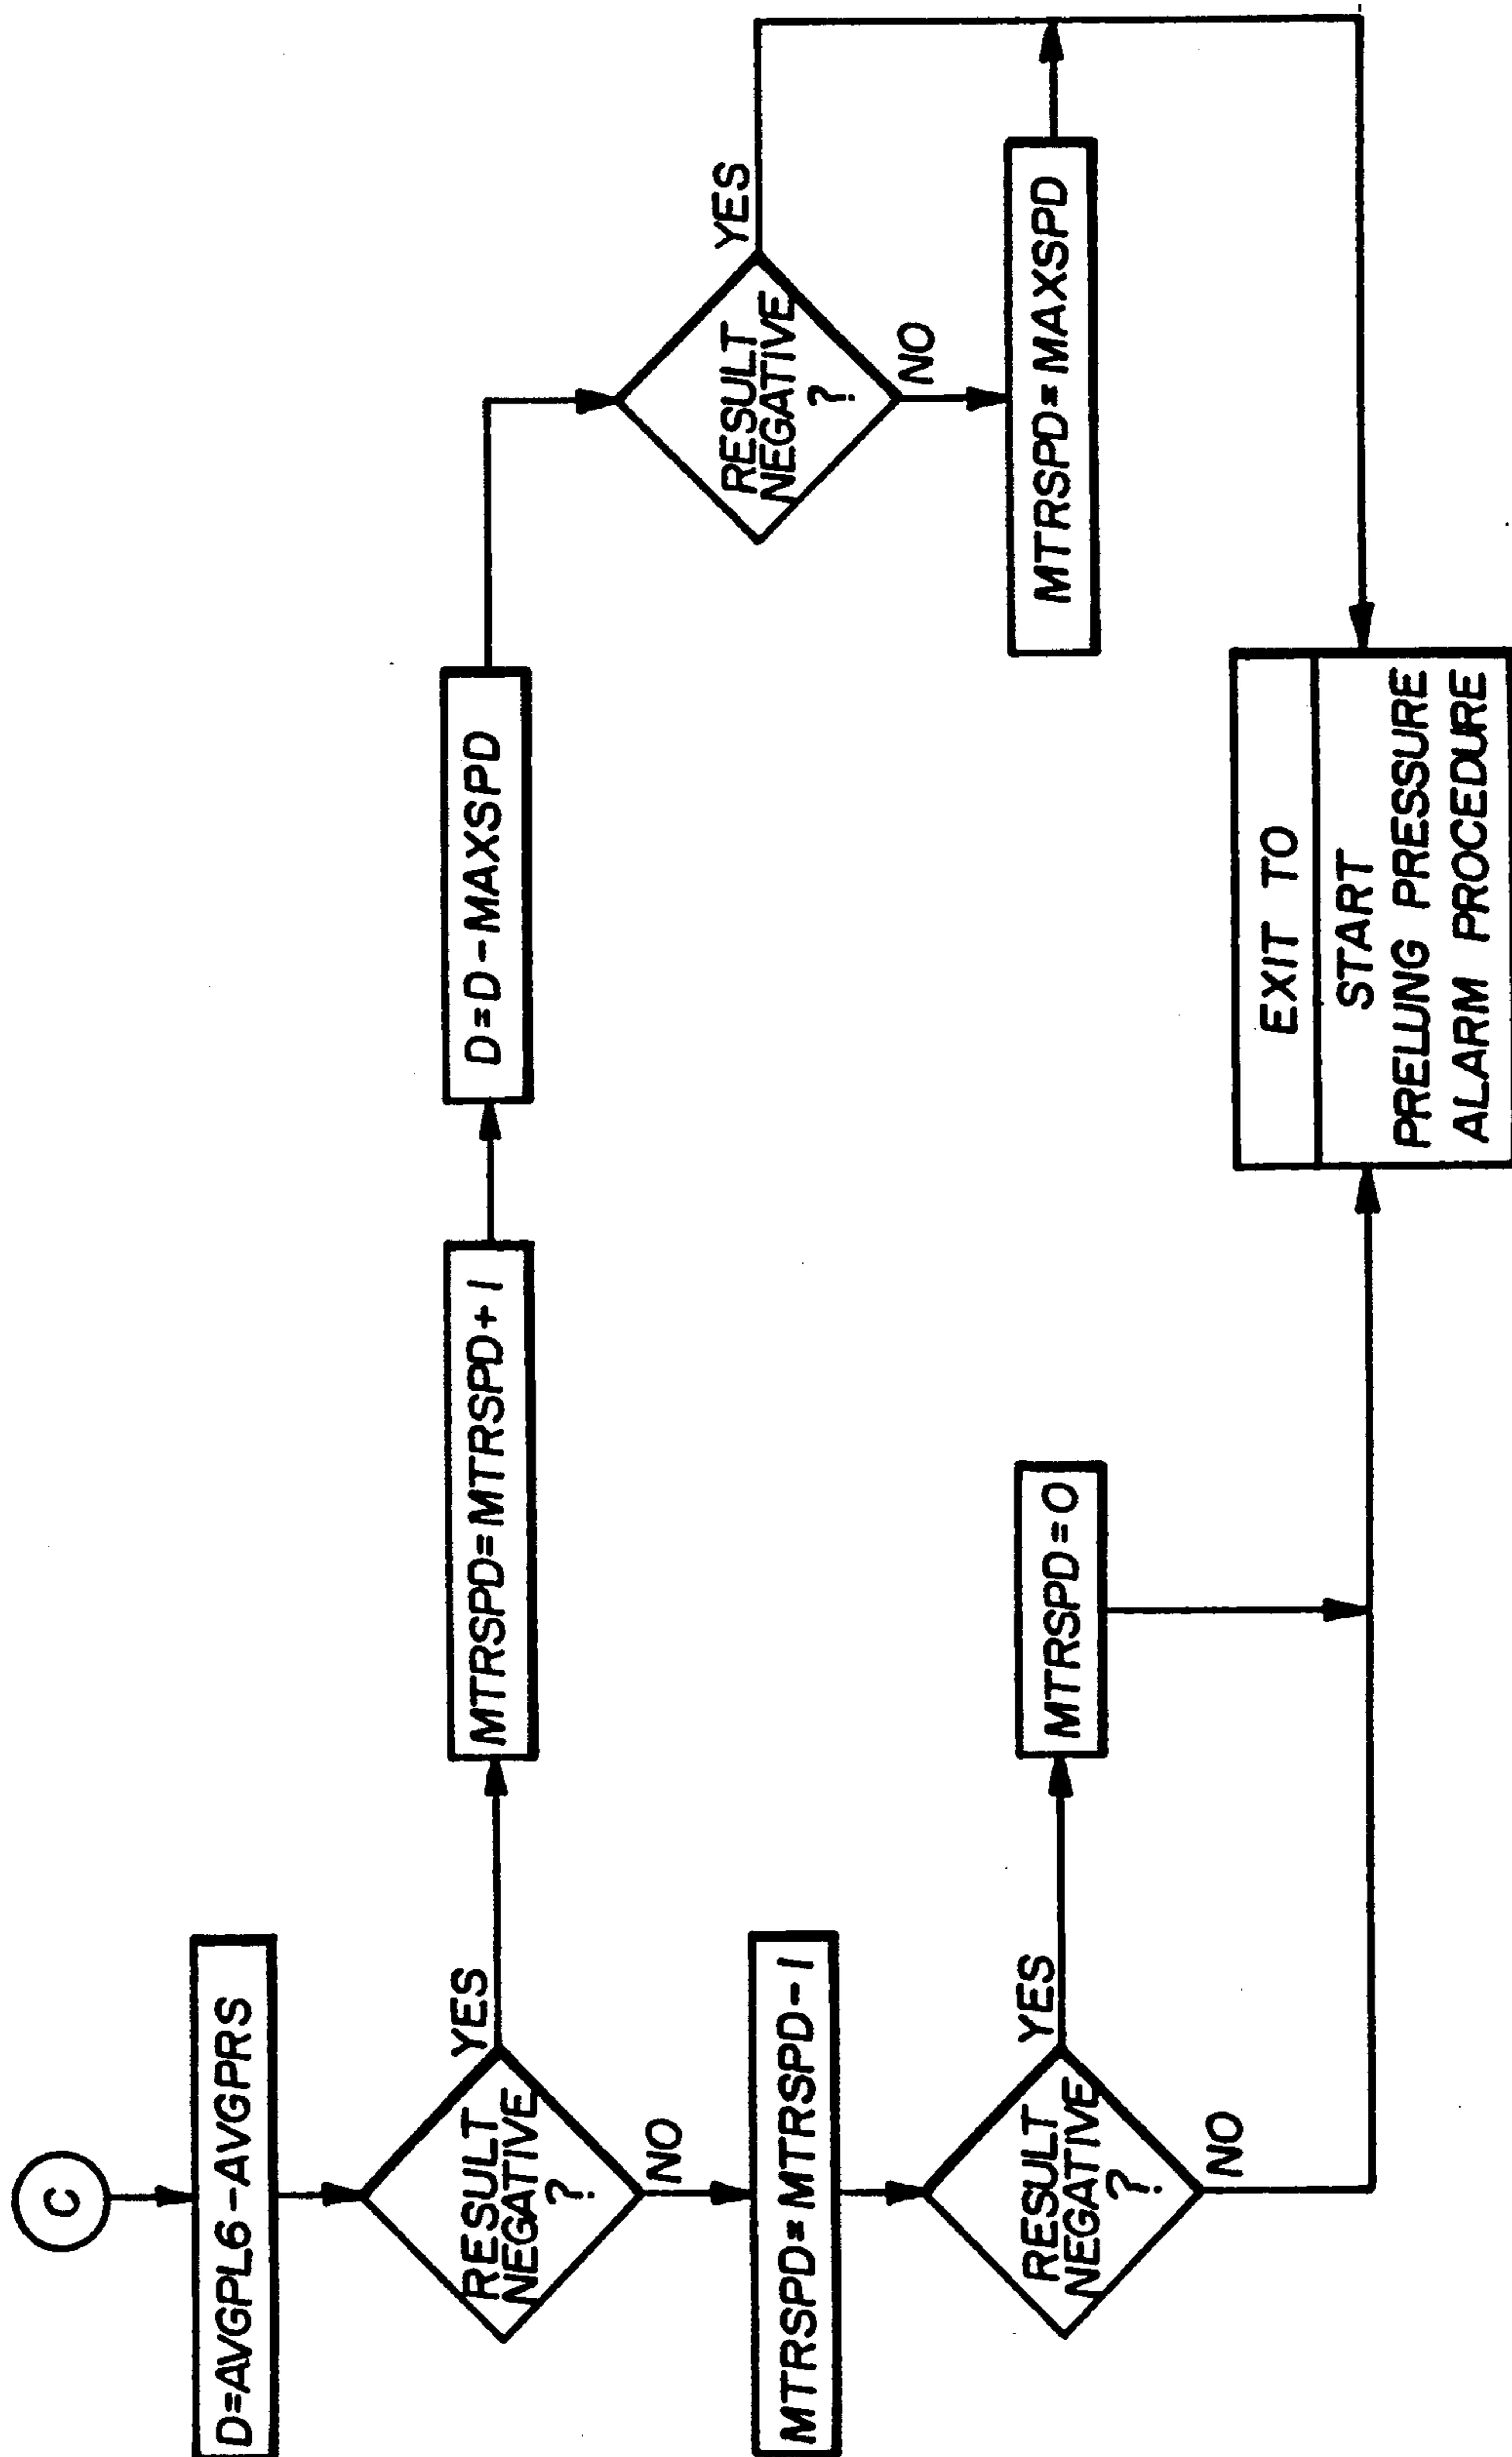 C
D=AVGPL6-AVGPRS
RESULT
NEGATIVE
?
YES
NO
MTRSPD=MTRSPD+1
D=D-MAXSPD
RESULT
NEGATIVE
?
YES
NO
MTRSPD=MAXSPD
MTRSPD=MTRSPD-1
RESULT
NEGATIVE
?
YES
NO
MTRSPD=0
EXIT TO
START
PRELUNG PRESSURE
ALARM PROCEDURE